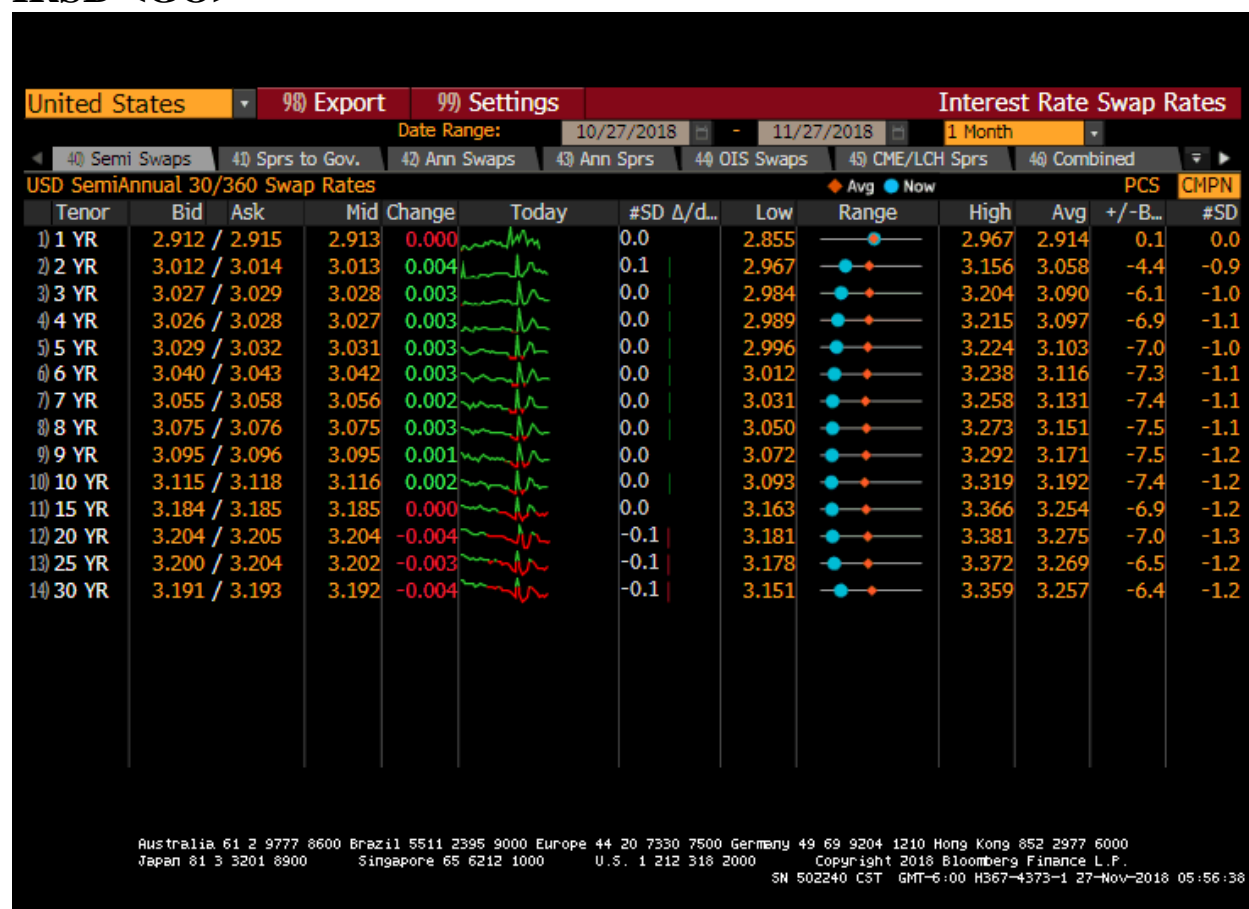 United States 98) Export 99) Settings Interest Rate Swap Rates
Date Range: 10/27/2018 - 11/27/2018 1 Month
40) Semi Swaps 41) Sprs to Gov. 42) Ann Swaps 43) Ann Sprs 44) OIS Swaps 45) CME/LCH Sprs 46) Combined
USD SemiAnnual 30/360 Swap Rates Avg Now PCS CMPN
Tenor Bid Ask Mid Change Today #SD Δ/d... Low Range High Avg +/-B... #SD
1) 1 YR 2.912 / 2.915 2.913 0.000 0.0 2.855 2.967 2.914 0.1 0.0
2) 2 YR 3.012 / 3.014 3.013 0.004 0.1 2.967 3.156 3.058 -4.4 -0.9
3) 3 YR 3.027 / 3.029 3.028 0.003 0.0 2.984 3.204 3.090 -6.1 -1.0
4) 4 YR 3.026 / 3.028 3.027 0.003 0.0 2.989 3.215 3.097 -6.9 -1.1
5) 5 YR 3.029 / 3.032 3.031 0.003 0.0 2.996 3.224 3.103 -7.0 -1.0
6) 6 YR 3.040 / 3.043 3.042 0.003 0.0 3.012 3.238 3.116 -7.3 -1.1
7) 7 YR 3.055 / 3.058 3.056 0.002 0.0 3.031 3.258 3.131 -7.4 -1.1
8) 8 YR 3.075 / 3.076 3.075 0.003 0.0 3.050 3.273 3.151 -7.5 -1.1
9) 9 YR 3.095 / 3.096 3.095 0.001 0.0 3.072 3.292 3.171 -7.5 -1.2
10) 10 YR 3.115 / 3.118 3.116 0.002 0.0 3.093 3.319 3.192 -7.4 -1.2
11) 15 YR 3.184 / 3.185 3.185 0.000 0.0 3.163 3.366 3.254 -6.9 -1.2
12) 20 YR 3.204 / 3.205 3.204 -0.004 -0.1 3.181 3.381 3.275 -7.0 -1.3
13) 25 YR 3.200 / 3.204 3.202 -0.003 -0.1 3.178 3.372 3.269 -6.5 -1.2
14) 30 YR 3.191 / 3.193 3.192 -0.004 -0.1 3.151 3.359 3.257 -6.4 -1.2
Australia 61 2 9777 8600 Brazil 5511 2395 9000 Europe 44 20 7330 7500 Germany 49 69 9204 1210 Hong Kong 852 2977 6000
Japan 81 3 3201 8900 Singapore 65 6212 1000 U.S. 1 212 318 2000 Copyright 2018 Bloomberg Finance L.P.
SN 502240 CST GMT-6:00 H367-4373-1 27-Nov-2018 05:56:38